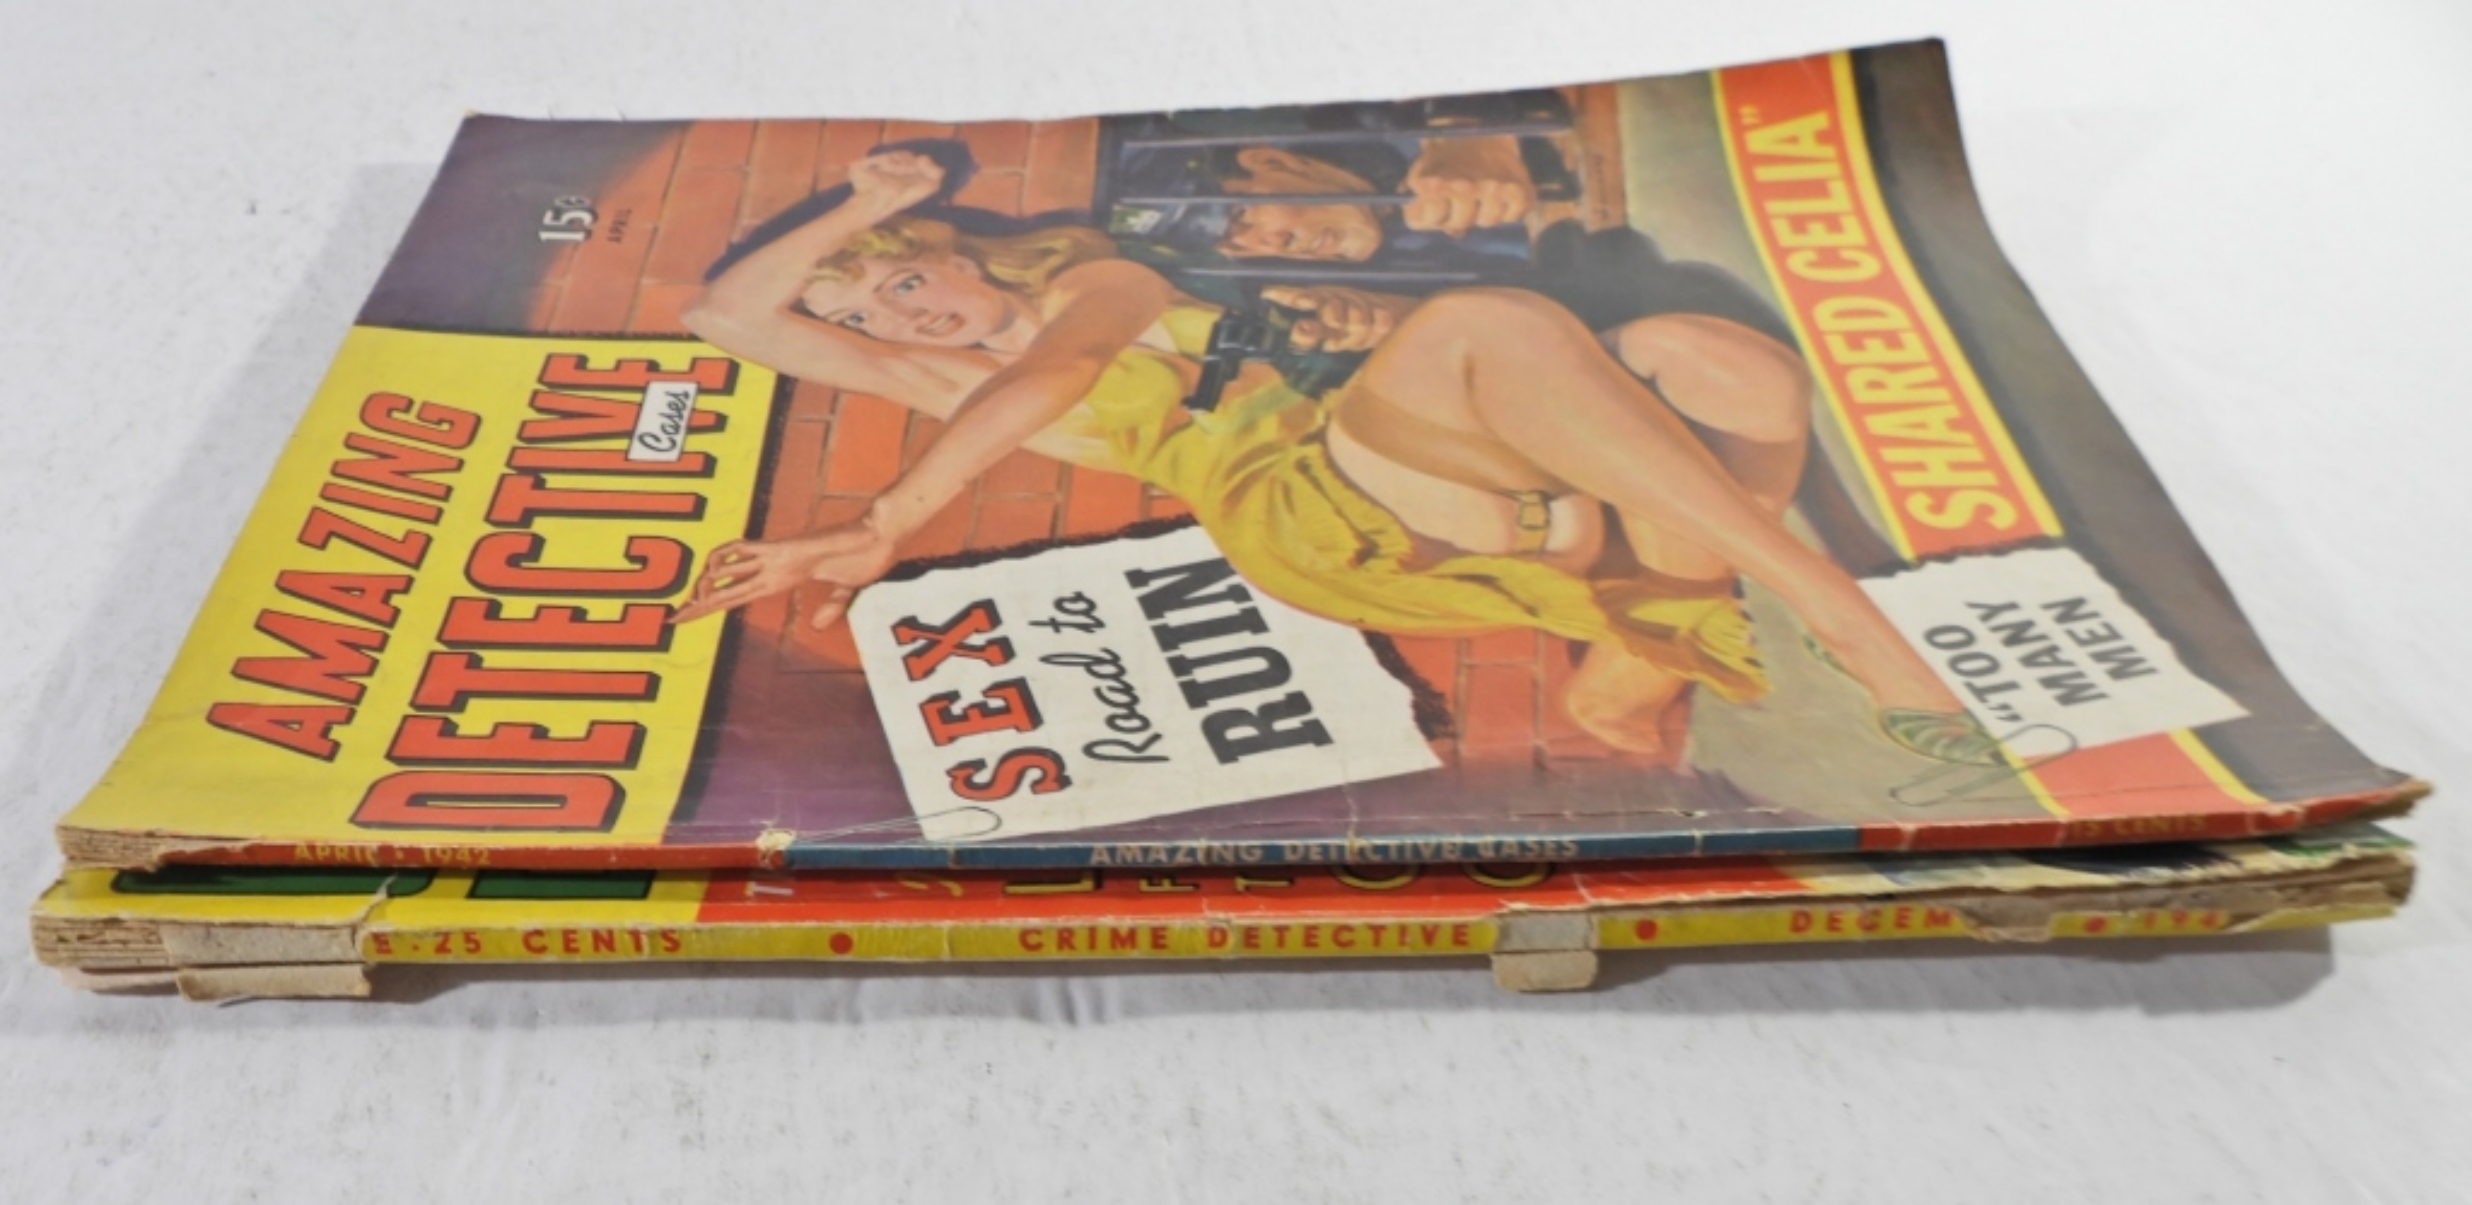 AMAZING
DETECTIVE
Cases
15¢
APRIL
SEX
Road to
RUIN
"TOO
MANY
MEN
SHARED CELIA"
APRIL • 1942
AMAZING DETECTIVE CASES
15 CENTS
25 CENTS • CRIME DETECTIVE • DECEM